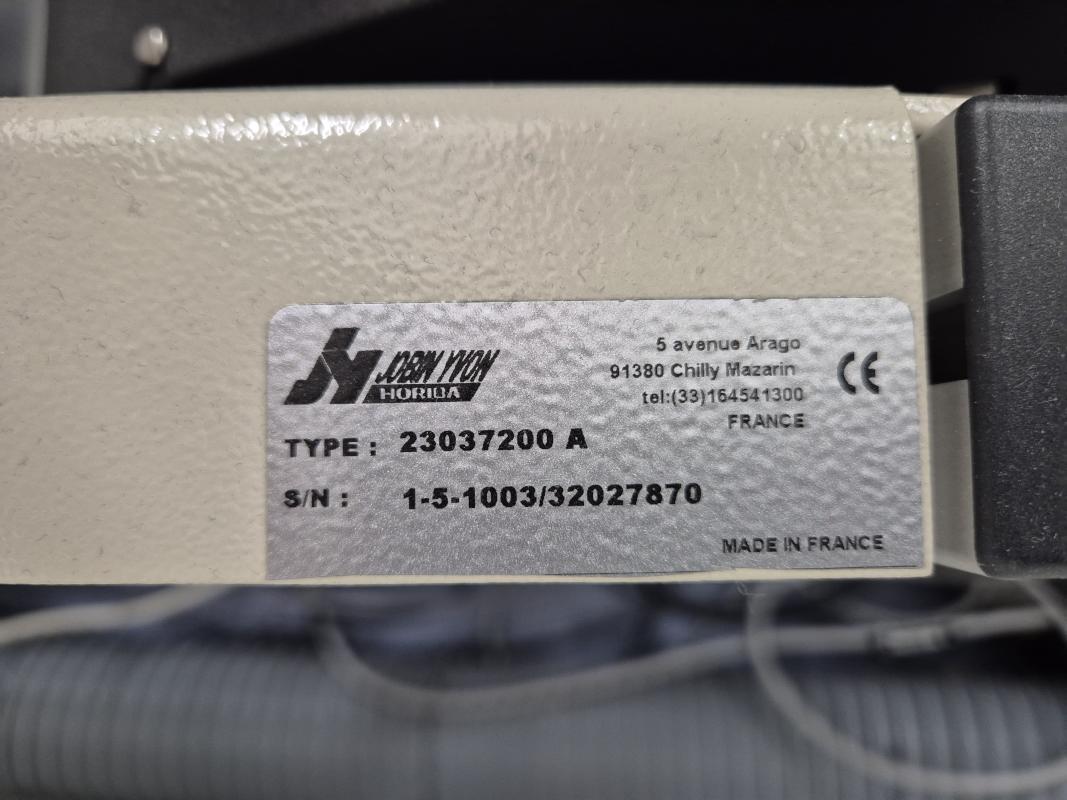 JOBIN YVON
HORIBA
5 avenue Arago
91380 Chilly Mazarin
tel:(33)164541300
FRANCE
CE
TYPE : 23037200 A
S/N : 1-5-1003/32027870
MADE IN FRANCE